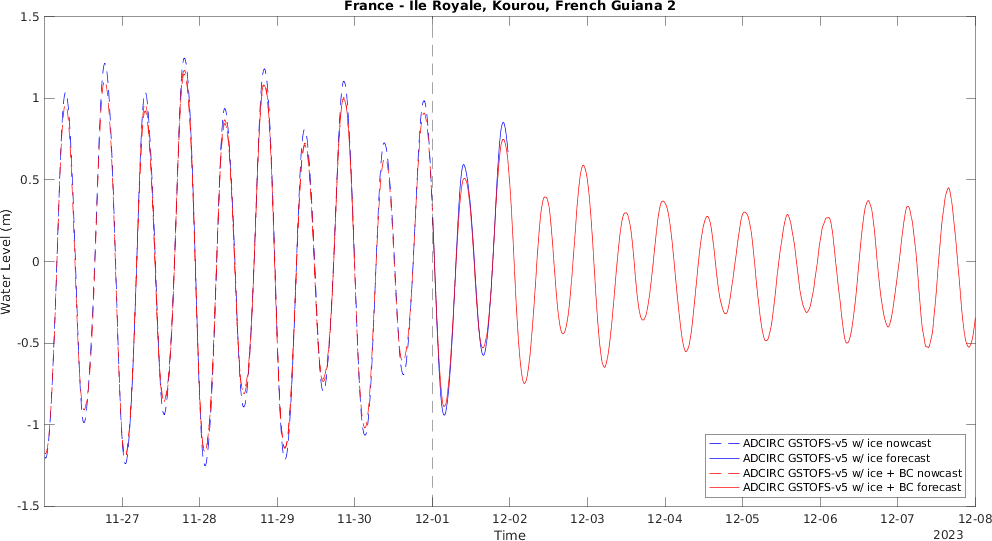 France - Ile Royale, Kourou, French Guiana 2
1.5
1
0.5
0
-0.5
-1
-1.5
Water Level (m)
ADCIRC GSTOFS-v5 w/ ice nowcast
ADCIRC GSTOFS-v5 w/ ice forecast
ADCIRC GSTOFS-v5 w/ ice + BC nowcast
ADCIRC GSTOFS-v5 w/ ice + BC forecast
11-27 11-28 11-29 11-30 12-01 12-02 12-03 12-04 12-05 12-06 12-07 12-08
Time
2023